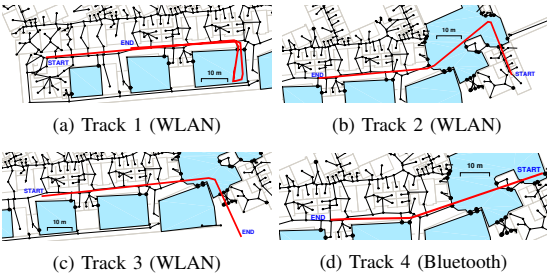 END
START
10 m
(a) Track 1 (WLAN)
10 m
END
START
(b) Track 2 (WLAN)
START
10 m
END
(c) Track 3 (WLAN)
10 m
START
END
(d) Track 4 (Bluetooth)